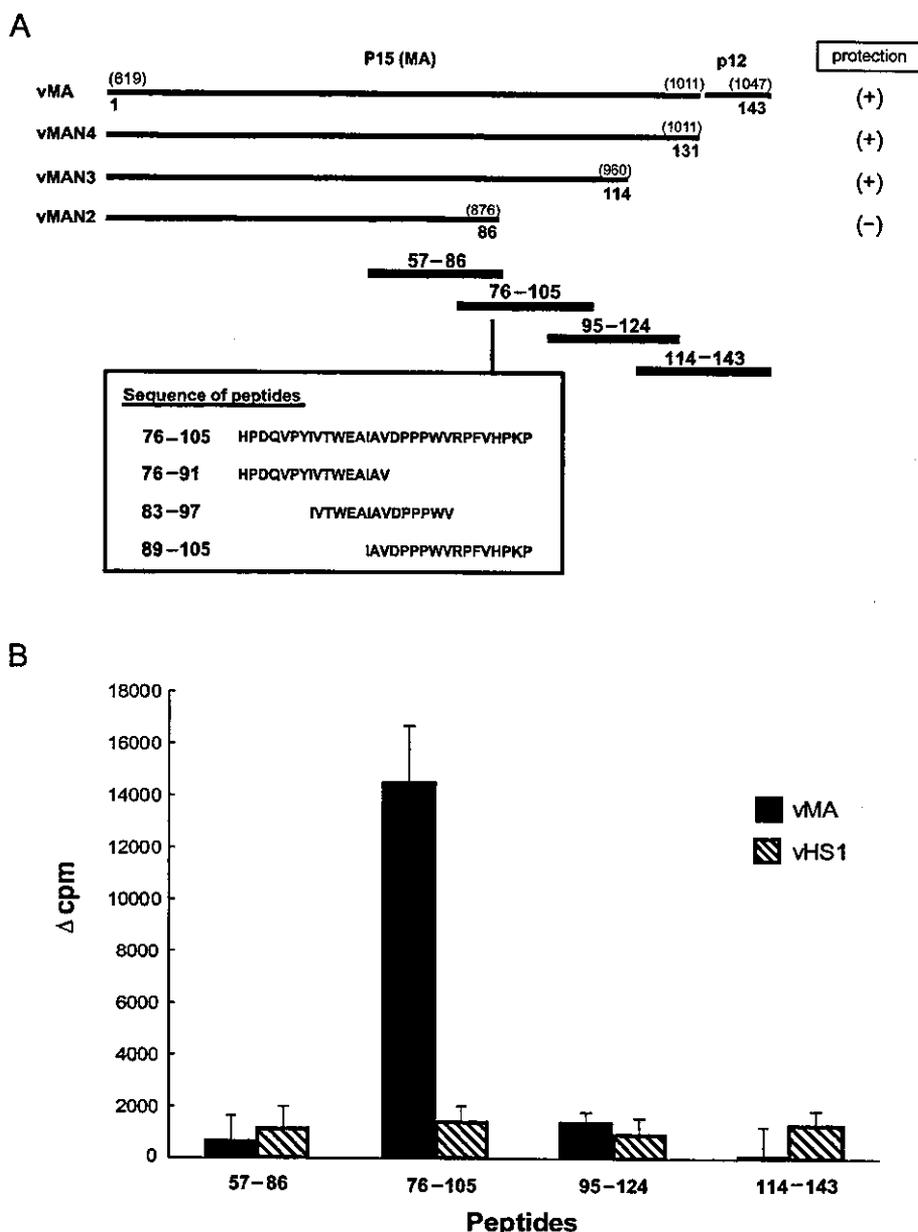 A
P15 (MA) p12 protection
vMA (619) (1011) (1047) (+)
1 143
vMAN4 (1011) (+)
131
vMAN3 (960) (+)
114
vMAN2 (876) (−)
86
57−86
76−105
95−124
114−143
Sequence of peptides
76−105 HPDQVPYIVTWEAIAVDPPPWVRPFVHPKP
76−91 HPDQVPYIVTWEAIAV
83−97 IVTWEAIAVDPPPWV
89−105 IAVDPPPWVRPFVHPKP
B
18000
16000
14000
12000
10000
8000
6000
4000
2000
0
Δ cpm
vMA
vHS1
57−86 76−105 95−124 114−143
Peptides